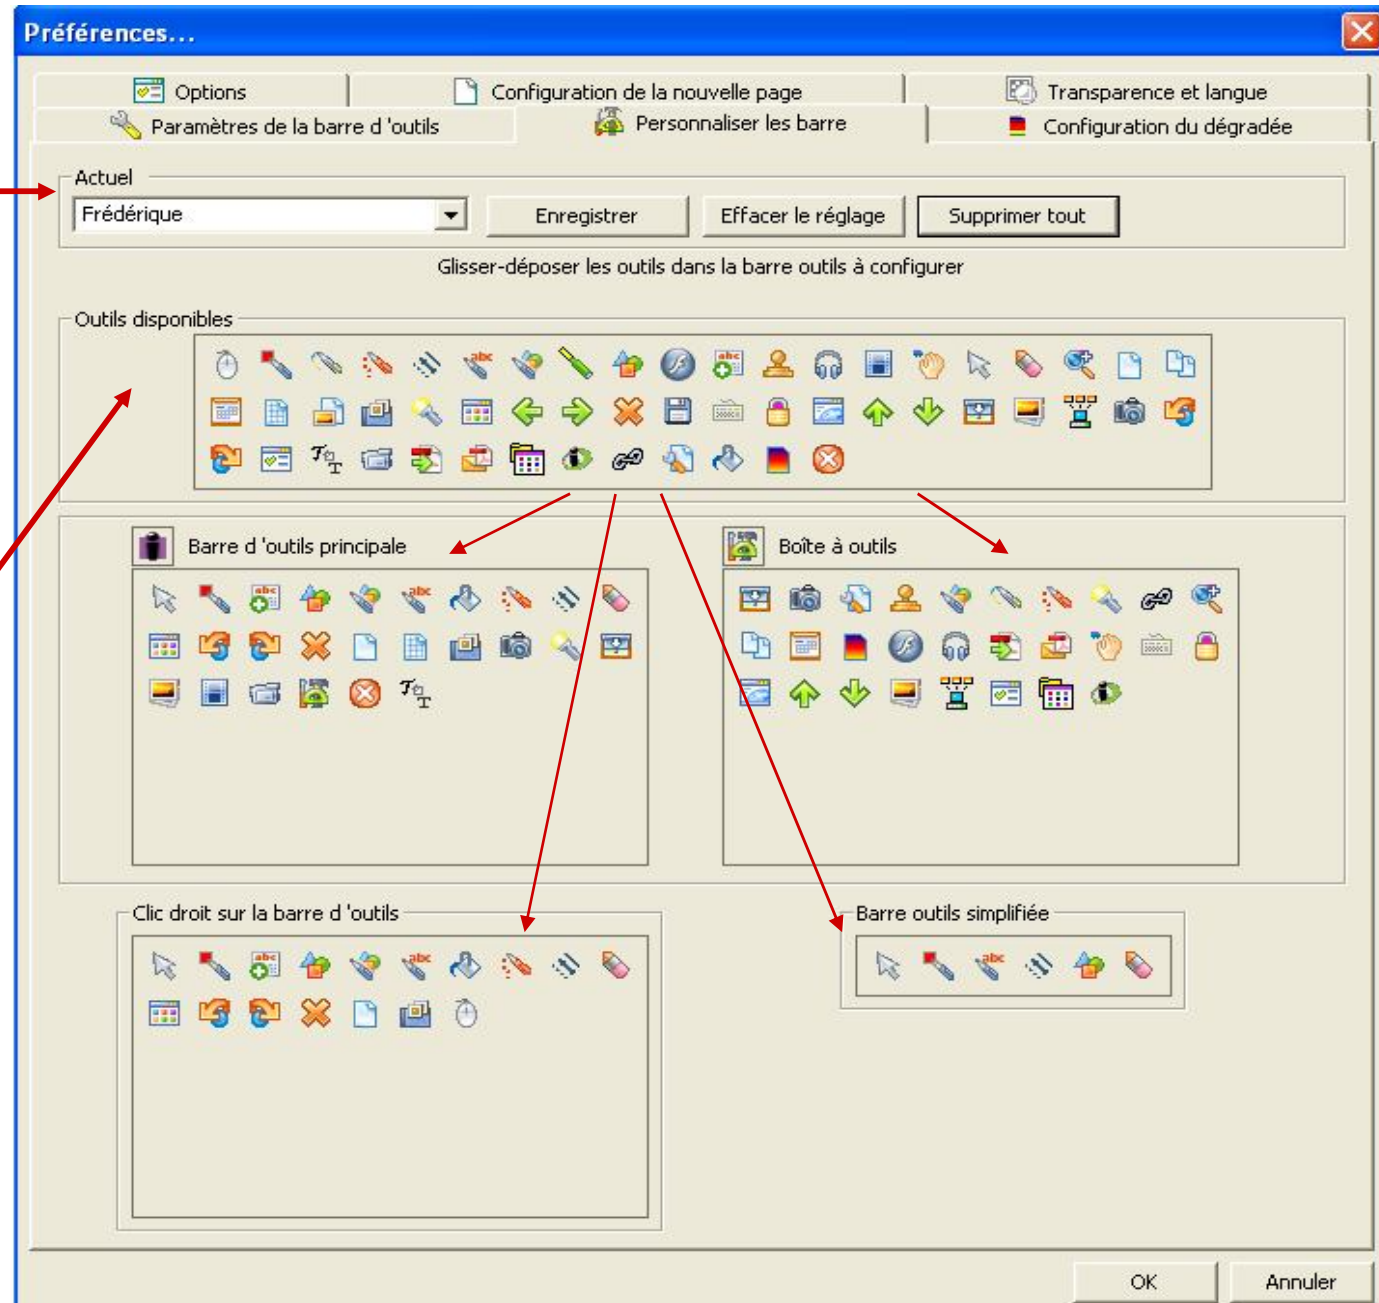 Préférences...
Options
Configuration de la nouvelle page
Transparence et langue
Paramètres de la barre d 'outils
Personnaliser les barre
Configuration du dégradée
Actuel
Frédérique
Enregistrer
Effacer le réglage
Supprimer tout
Glisser-déposer les outils dans la barre outils à configurer
Outils disponibles
Barre d 'outils principale
Boîte à outils
Clic droit sur la barre d 'outils
Barre outils simplifiée
OK
Annuler